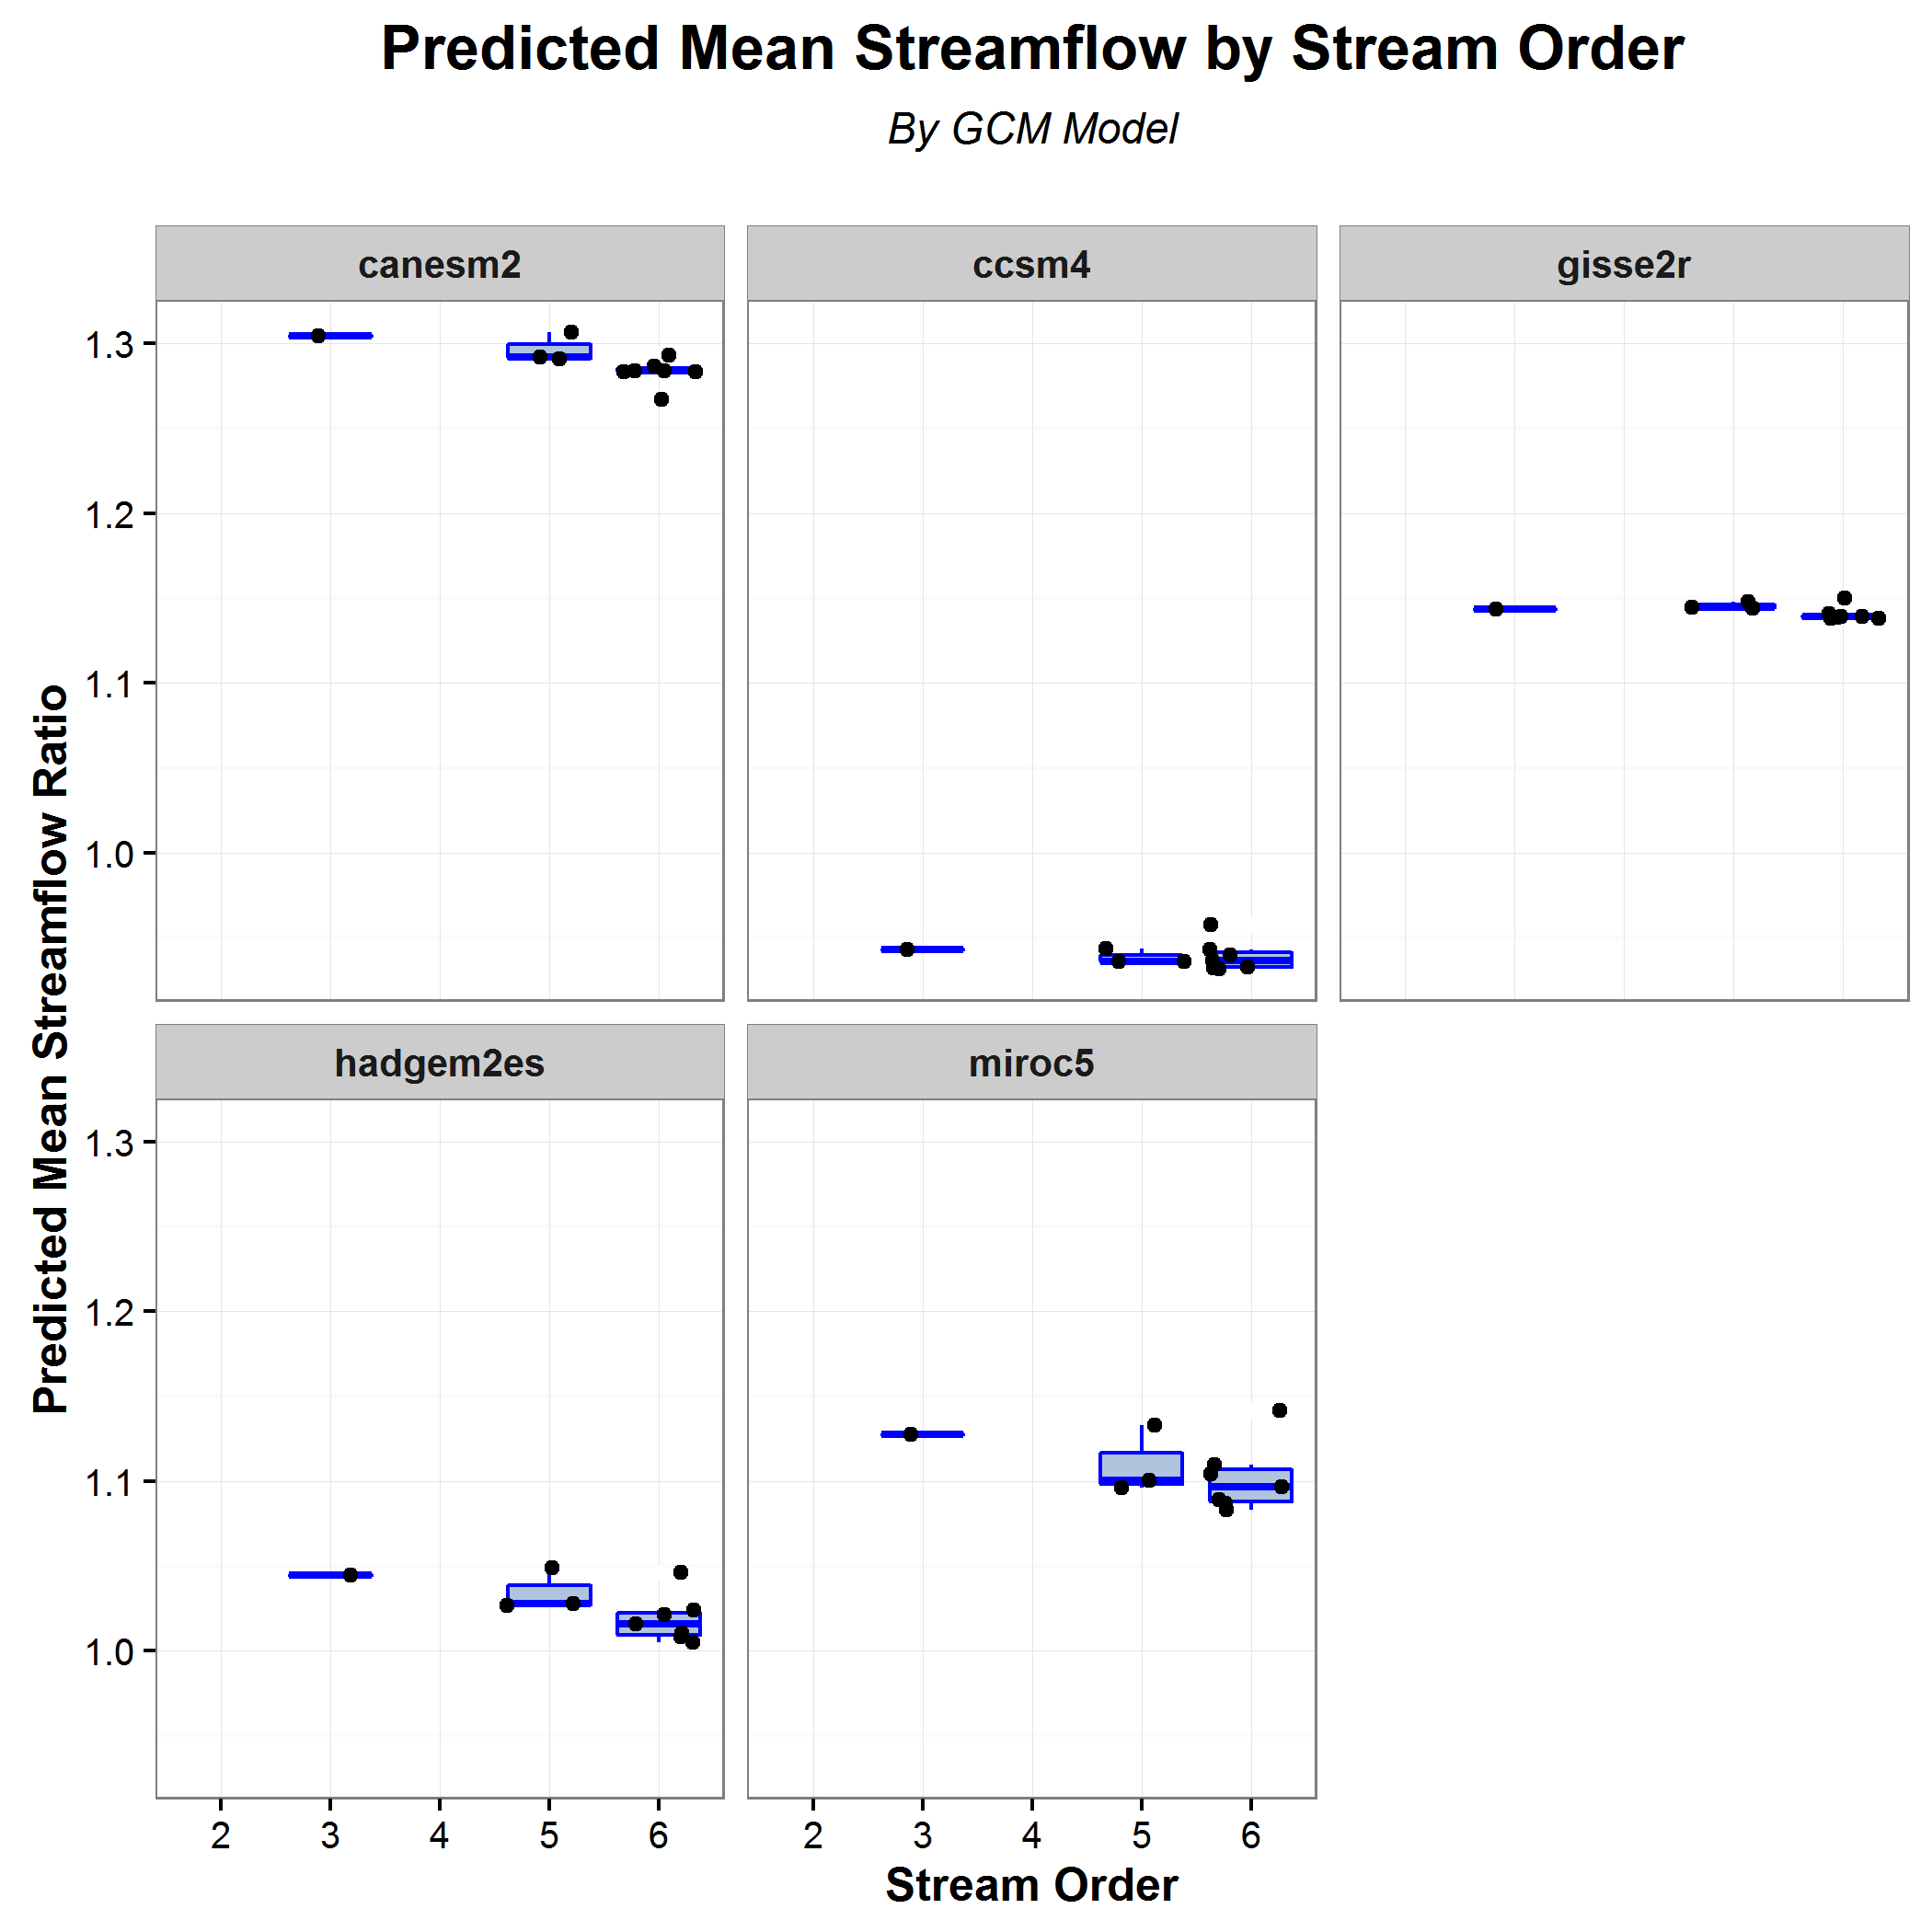 Predicted Mean Streamflow by Stream Order
By GCM Model
canesm2
ccsm4
gisse2r
1.3
1.2
1.1
1.0
Predicted Mean Streamflow Ratio
hadgem2es
miroc5
1.3
1.2
1.1
1.0
2 3 4 5 6
2 3 4 5 6
Stream Order